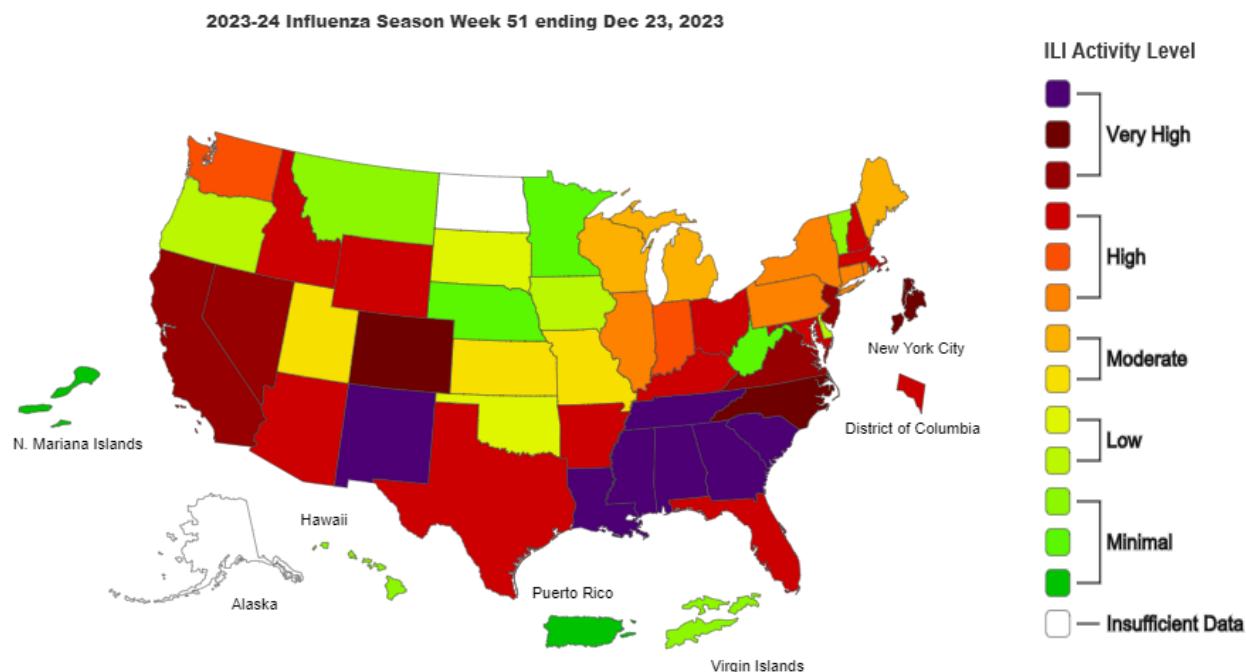 2023-24 Influenza Season Week 51 ending Dec 23, 2023
ILI Activity Level
Very High
High
Moderate
Low
Minimal
Insufficient Data
New York City
District of Columbia
N. Mariana Islands
Hawaii
Alaska
Puerto Rico
Virgin Islands